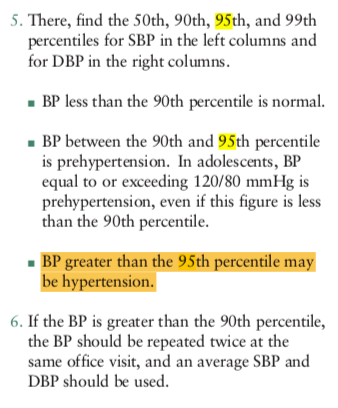 5. There, find the 50th, 90th, 95th, and 99th
percentiles for SBP in the left columns and
for DBP in the right columns.
▪ BP less than the 90th percentile is normal.
▪ BP between the 90th and 95th percentile
is prehypertension. In adolescents, BP
equal to or exceeding 120/80 mmHg is
prehypertension, even if this figure is less
than the 90th percentile.
▪ BP greater than the 95th percentile may
be hypertension.
6. If the BP is greater than the 90th percentile,
the BP should be repeated twice at the
same office visit, and an average SBP and
DBP should be used.